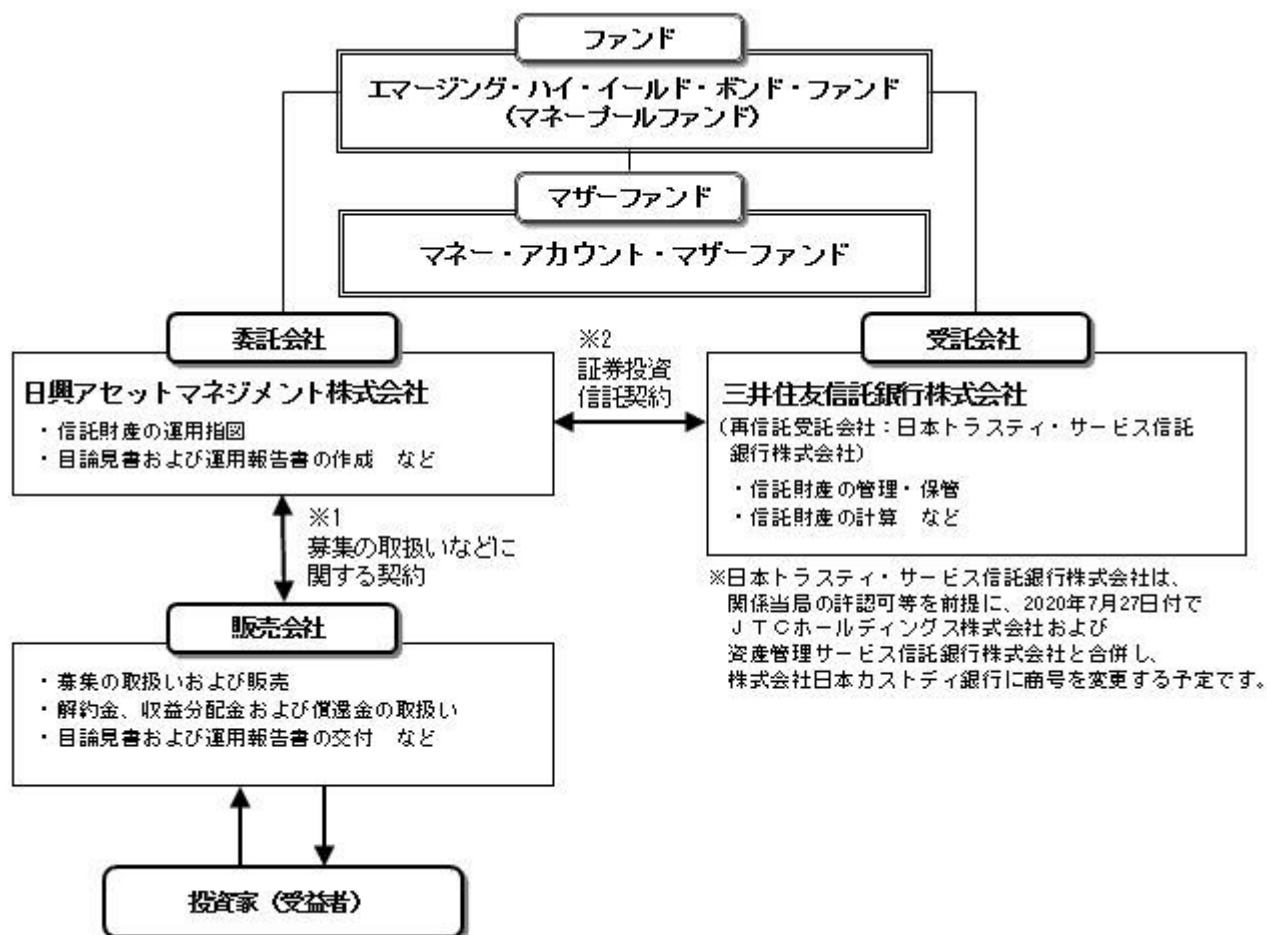 ファンド
エマージング・ハイ・イールド・ボンド・ファンド
（マネープールファンド）
マザーファンド
マネー・アカウント・マザーファンド
委託会社
日興アセットマネジメント株式会社
・信託財産の運用指図
・目論見書および運用報告書の作成　など
※2
証券投資
信託契約
受託会社
三井住友信託銀行株式会社
（再信託受託会社：日本トラスティ・サービス信託
銀行株式会社）
・信託財産の管理・保管
・信託財産の計算　など
※1
募集の取扱いなどに
関する契約
※日本トラスティ・サービス信託銀行株式会社は、
関係当局の許認可等を前提に、2020年7月27日付で
ＪＴＣホールディングス株式会社および
資産管理サービス信託銀行株式会社と合併し、
株式会社日本カストディ銀行に商号を変更する予定です。
販売会社
・募集の取扱いおよび販売
・解約金、収益分配金および償還金の取扱い
・目論見書および運用報告書の交付　など
投資家（受益者）